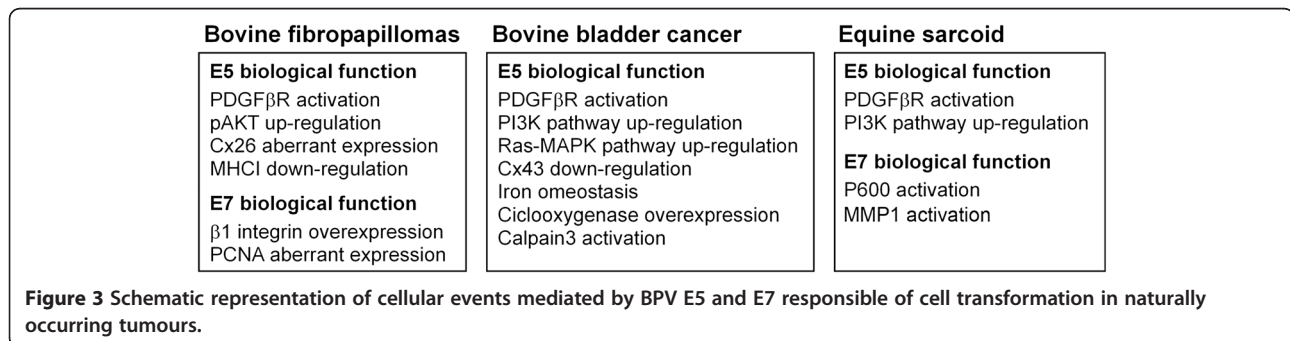 Bovine fibropapillomas
E5 biological function
PDGFβR activation
pAKT up-regulation
Cx26 aberrant expression
MHCI down-regulation
E7 biological function
β1 integrin overexpression
PCNA aberrant expression
Bovine bladder cancer
E5 biological function
PDGFβR activation
PI3K pathway up-regulation
Ras-MAPK pathway up-regulation
Cx43 down-regulation
Iron omeostasis
Ciclooxygenase overexpression
Calpain3 activation
Equine sarcoid
E5 biological function
PDGFβR activation
PI3K pathway up-regulation
E7 biological function
P600 activation
MMP1 activation
Figure 3 Schematic representation of cellular events mediated by BPV E5 and E7 responsible of cell transformation in naturally
occurring tumours.